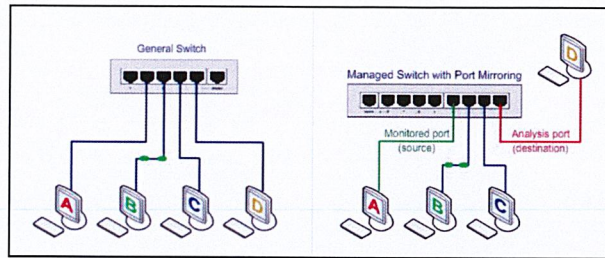 General Switch
A
B
C
D
Managed Switch with Port Mirroring
D
Monitored port
(source)
Analysis port
(destination)
A
B
C